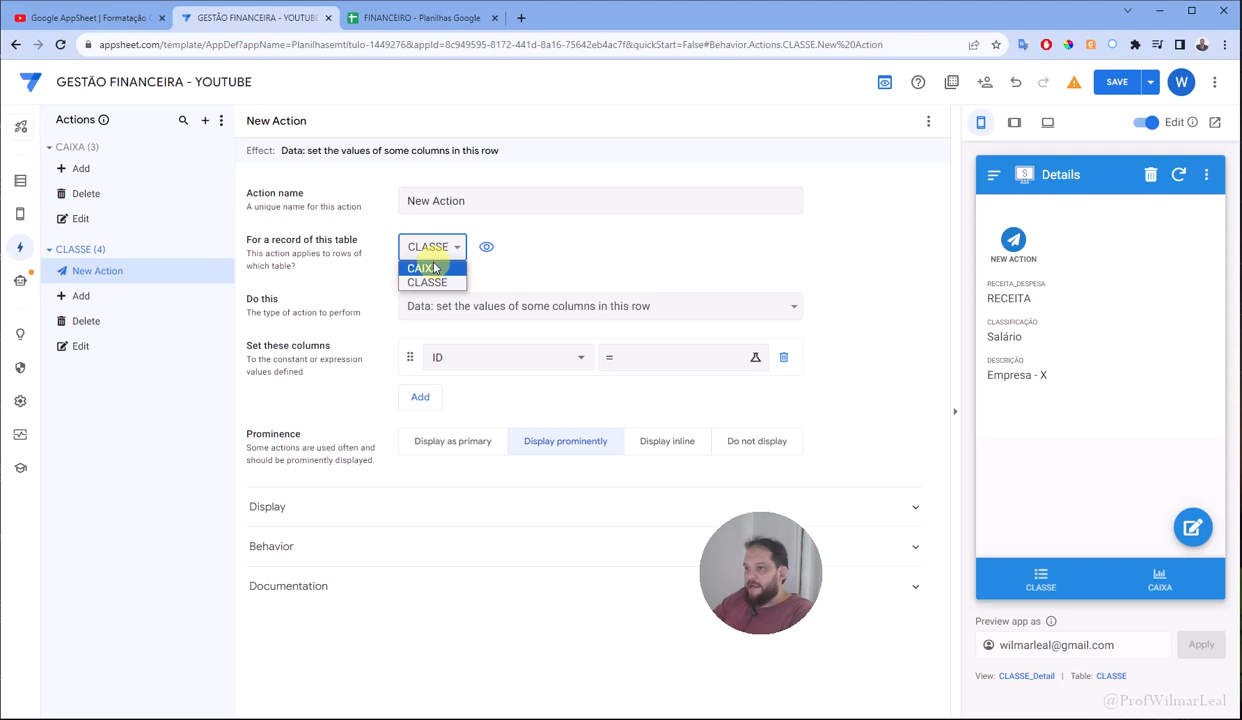 Google AppSheet | Formatação C
GESTÃO FINANCEIRA - YOUTUBE
FINANCEIRO - Planilhas Google
appsheet.com/template/AppDef?appName=Planilhasemtítulo-1449276&appId=8c949595-8172-441d-8a16-75642eb4ac7f&quickStart=False#Behavior.Actions.CLASSE.New%20Action
GESTÃO FINANCEIRA - YOUTUBE
SAVE
W
Actions
New Action
Edit
CAIXA (3)
Add
Delete
Edit
CLASSE (4)
New Action
Add
Delete
Edit
Effect: Data: set the values of some columns in this row
Action name
A unique name for this action
New Action
For a record of this table
This action applies to rows of
which table?
CLASSE
CAIXA
CLASSE
Do this
The type of action to perform
Data: set the values of some columns in this row
Set these columns
To the constant or expression
values defined
ID
=
Add
Prominence
Some actions are used often and
should be prominently displayed.
Display as primary
Display prominently
Display inline
Do not display
Display
Behavior
Documentation
Details
NEW ACTION
RECEITA_DESPESA
RECEITA
CLASSIFICAÇÃO
Salário
DESCRIÇÃO
Empresa - X
CLASSE
CAIXA
Preview app as
wilmarleal@gmail.com
Apply
View: CLASSE_Detail | Table: CLASSE
@ProfWilmarLeal